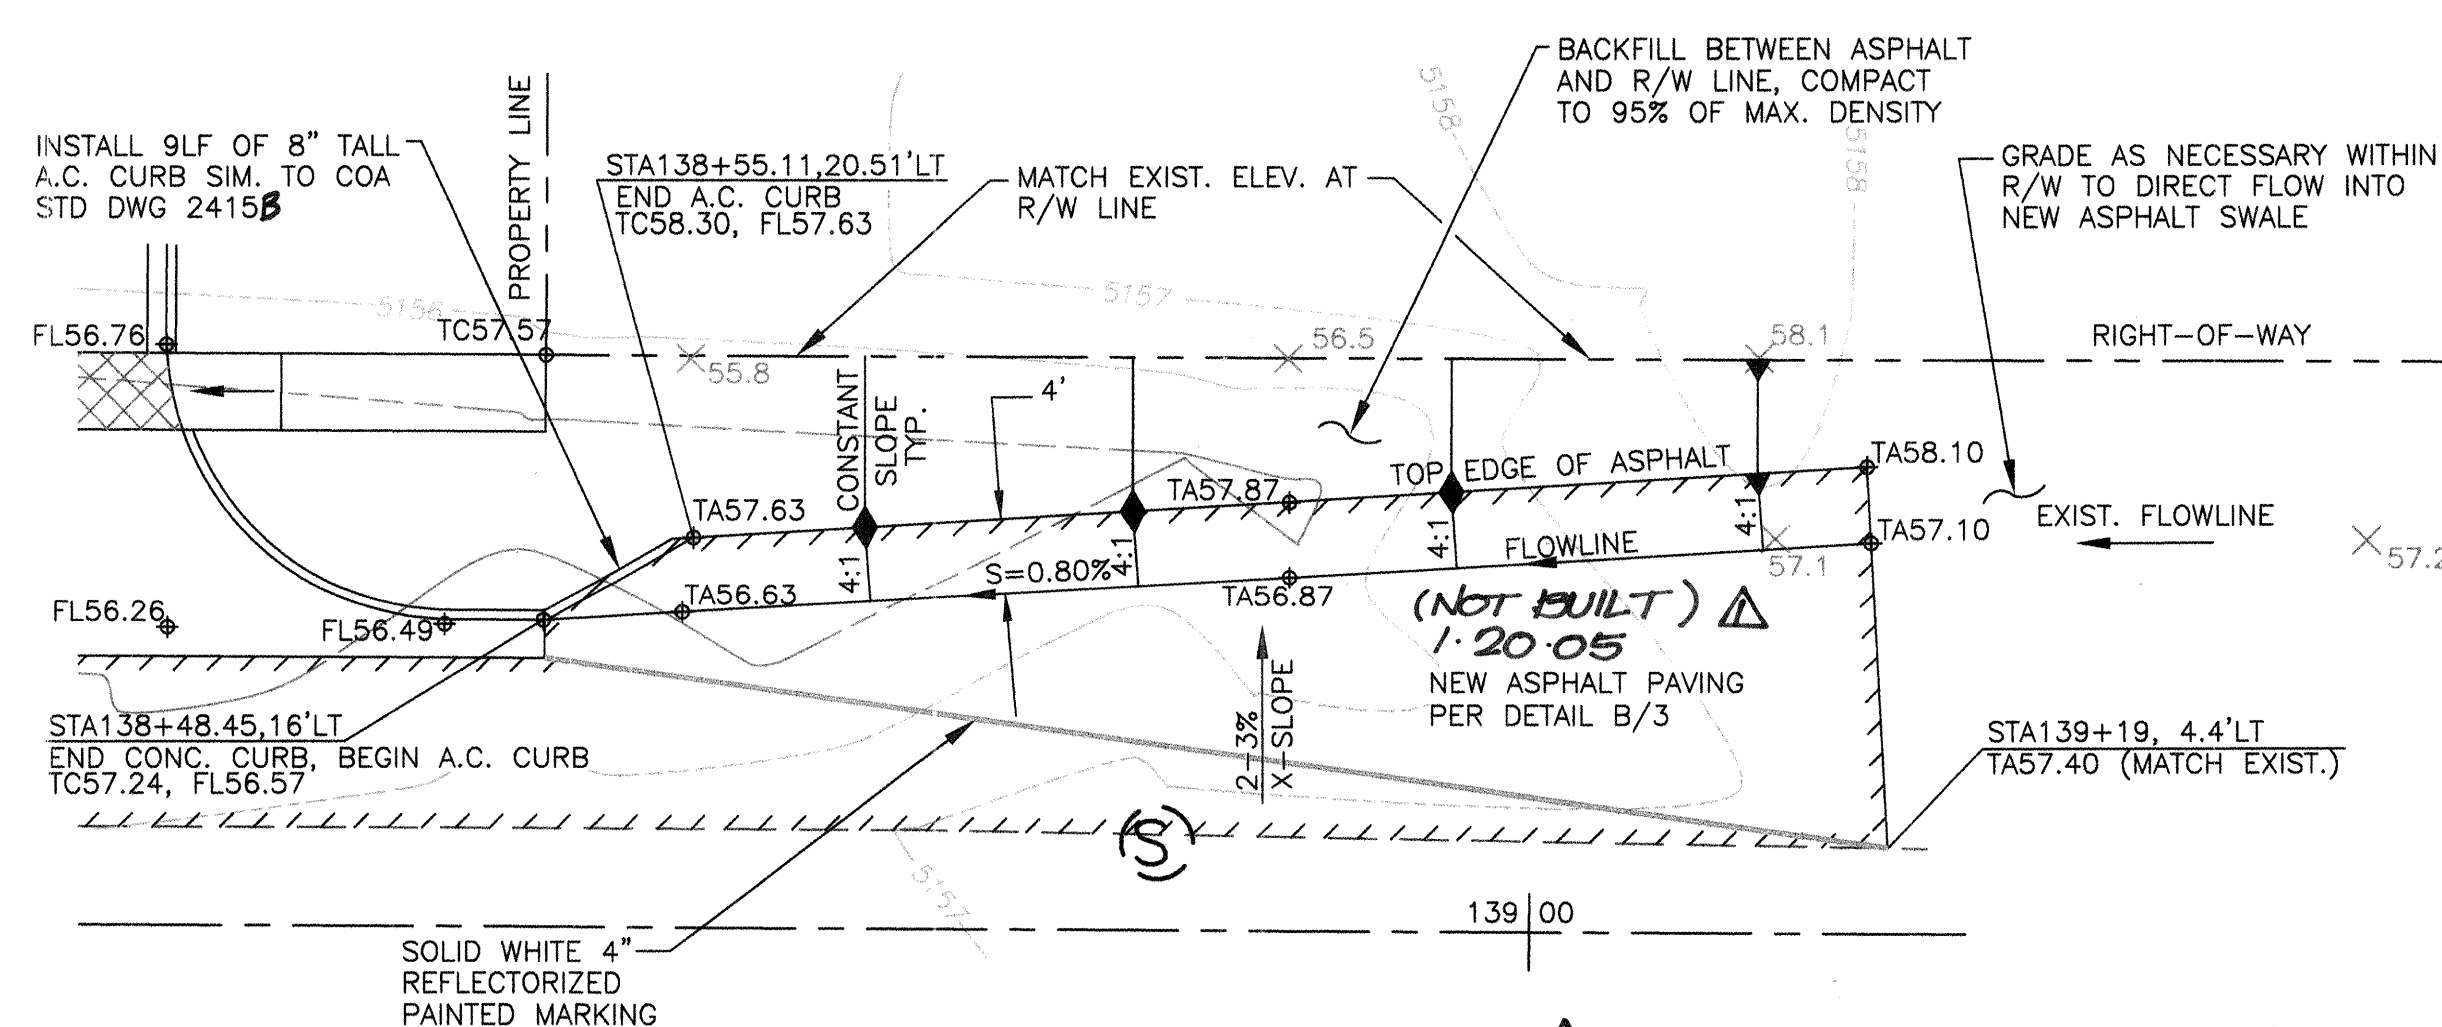 BACKFILL BETWEEN ASPHALT
AND R/W LINE, COMPACT
TO 95% OF MAX. DENSITY
INSTALL 9LF OF 8” TALL
A.C. CURB SIM. TO COA
STD DWG 2415B
PROPERTY LINE
STA138+55.11,20.51'LT
END A.C. CURB
TC58.30, FL57.63
MATCH EXIST. ELEV. AT
R/W LINE
5158
5158
GRADE AS NECESSARY WITHIN
R/W TO DIRECT FLOW INTO
NEW ASPHALT SWALE
5156
5157
FL56.76
TC57.57
55.8
56.5
58.1
RIGHT-OF-WAY
CONSTANT
SLOPE
TYP.
4'
TOP EDGE OF ASPHALT
TA58.10
TA57.63
TA57.87
4:1
4:1
4:1
4:1
S=0.80%
FLOWLINE
TA57.10
57.1
EXIST. FLOWLINE
57.2
FL56.26
FL56.49
TA56.63
TA56.87
(NOT BUILT) 1
1.20.05
NEW ASPHALT PAVING
PER DETAIL B/3
2-3%
X-SLOPE
STA138+48.45,16'LT
END CONC. CURB, BEGIN A.C. CURB
TC57.24, FL56.57
STA139+19, 4.4'LT
TA57.40 (MATCH EXIST.)
S
5157
139 00
SOLID WHITE 4”
REFLECTORIZED
PAINTED MARKING